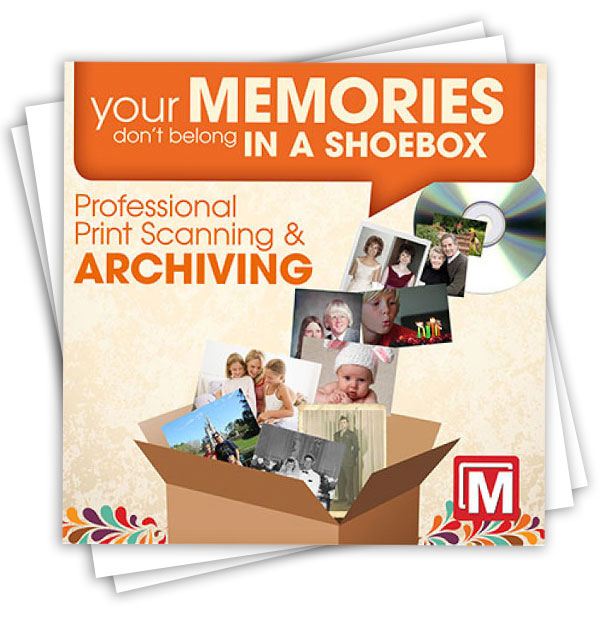 your MEMORIES
don't belong IN A SHOEBOX
Professional
Print Scanning &
ARCHIVING
M